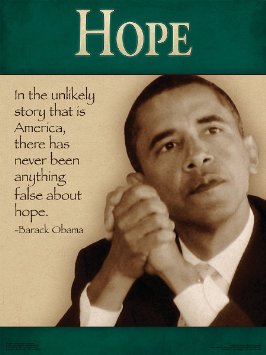 HOPE
In the unlikely
story that is
America,
there has
never been
anything
false about
hope.
-Barack Obama